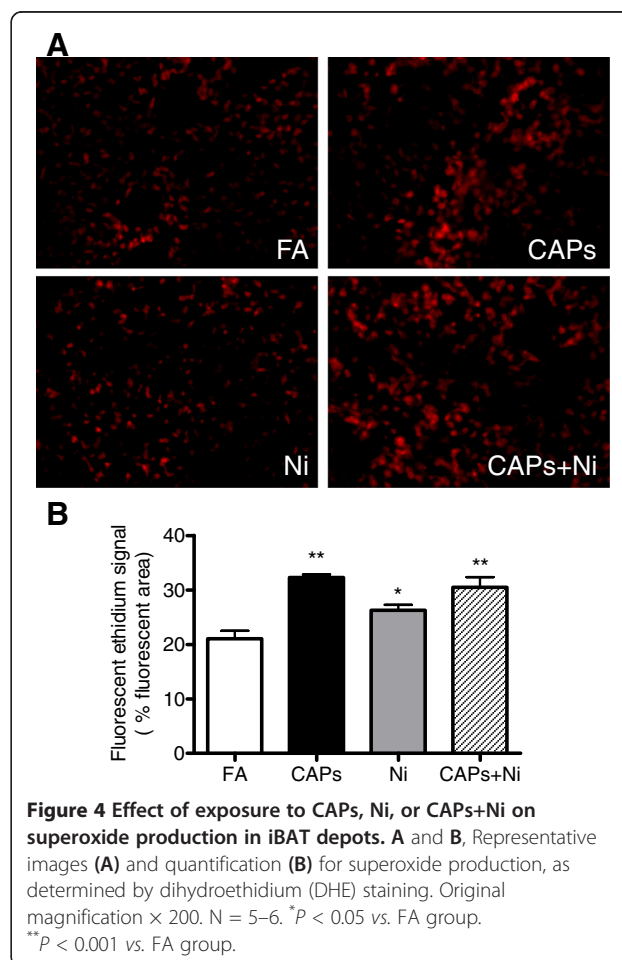 A
FA
CAPs
Ni
CAPs+Ni
B
Fluorescent ethidium signal
( % fluorescent area)
40
30
20
10
0
**
*
**
FA
CAPs
Ni
CAPs+Ni
Figure 4 Effect of exposure to CAPs, Ni, or CAPs+Ni on
superoxide production in iBAT depots. A and B, Representative
images (A) and quantification (B) for superoxide production, as
determined by dihydroethidium (DHE) staining. Original
magnification × 200. N = 5–6. *P < 0.05 vs. FA group.
**P < 0.001 vs. FA group.